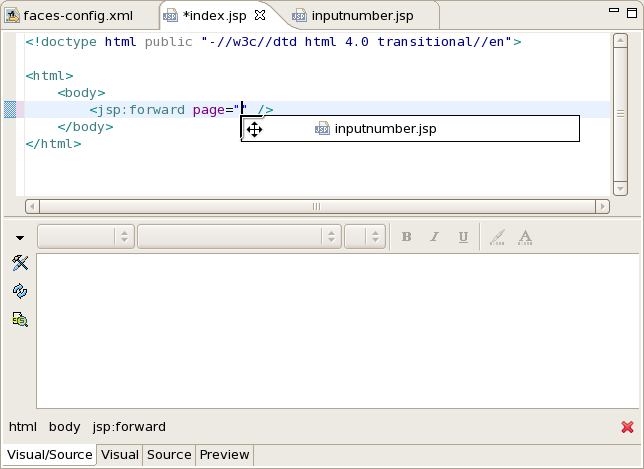 faces-config.xml *index.jsp inputnumber.jsp
<!doctype html public "-//w3c//dtd html 4.0 transitional//en">
<html>
<body>
<jsp:forward page="" />
inputnumber.jsp
</body>
</html>
B I U A
html body jsp:forward
Visual/Source Visual Source Preview